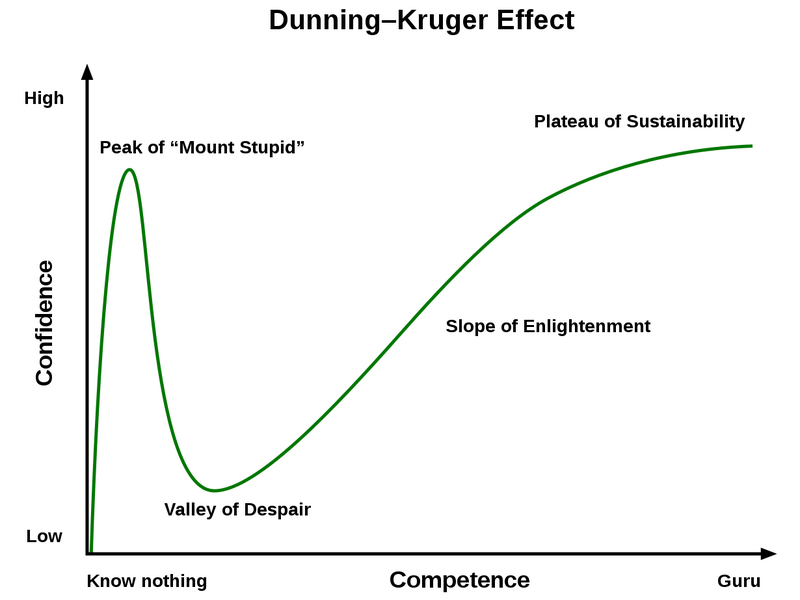 Dunning–Kruger Effect
High
Plateau of Sustainability
Peak of “Mount Stupid”
Confidence
Slope of Enlightenment
Valley of Despair
Low
Know nothing
Competence
Guru